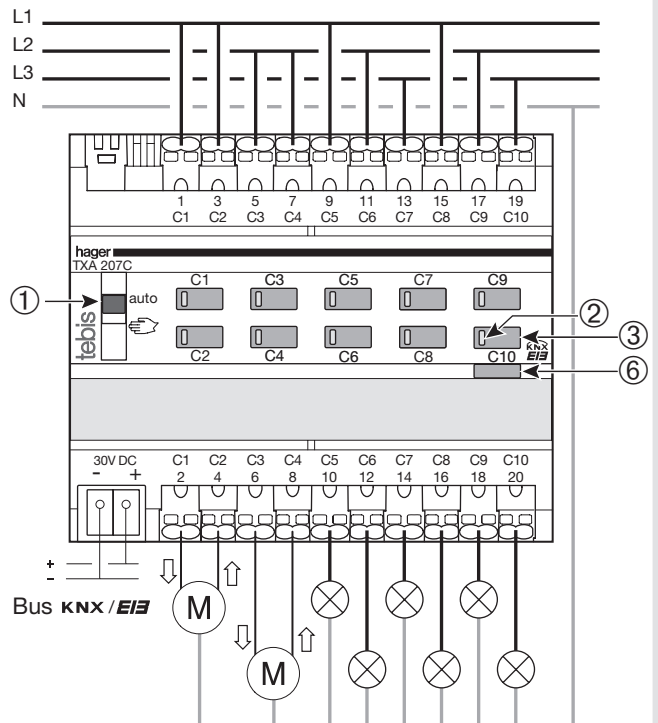 L1
L2
L3
N
1 3 5 7 9 11 13 15 17 19
C1 C2 C3 C4 C5 C6 C7 C8 C9 C10
hager
TXA 207C
C1 C3 C5 C7 C9
① auto ②
tebis ③
KNX
EIB
C2 C4 C6 C8 C10
⑥
30V DC C1 C2 C3 C4 C5 C6 C7 C8 C9 C10
- + 2 4 6 8 10 12 14 16 18 20
+
-
Bus KNX / EIB
M
M